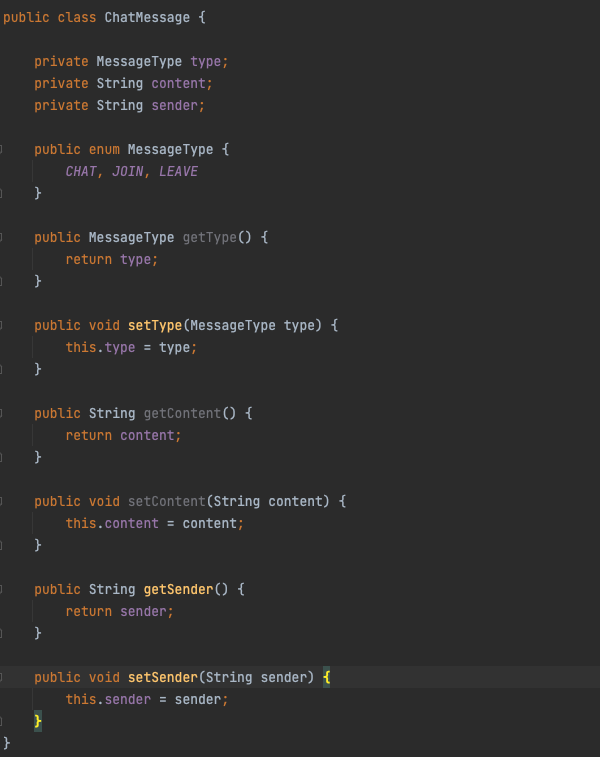 public class ChatMessage {
private MessageType type;
private String content;
private String sender;
public enum MessageType {
CHAT, JOIN, LEAVE
}
public MessageType getType() {
return type;
}
public void setType(MessageType type) {
this.type = type;
}
public String getContent() {
return content;
}
public void setContent(String content) {
this.content = content;
}
public String getSender() {
return sender;
}
public void setSender(String sender) {
this.sender = sender;
}
}